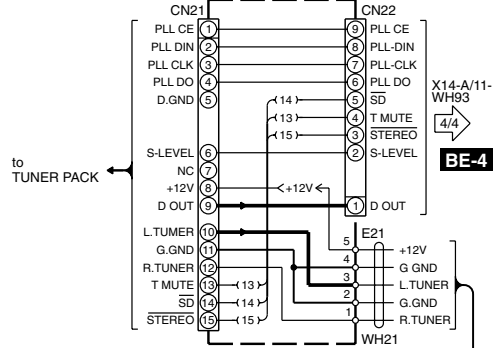 CN21 CN22
PLL CE 1 9 PLL CE
PLL DIN 2 8 PLL-DIN
PLL CLK 3 7 PLL-CLK
PLL DO 4 6 PLL DO
D.GND 5 14 5 SD
13 4 T MUTE
15 3 STEREO
S-LEVEL 6 2 S-LEVEL
NC 7
+12V 8 +12V
D OUT 9 1 D OUT
L.TUMER 10
G.GND 11
R.TUNER 12
T MUTE 13 13
SD 14 14
STEREO 15 15
to
TUNER PACK
X14-A/11-
WH93
4/4
BE-4
E21
5 +12V
4 G GND
3 L.TUNER
2 G.GND
1 R.TUNER
WH21